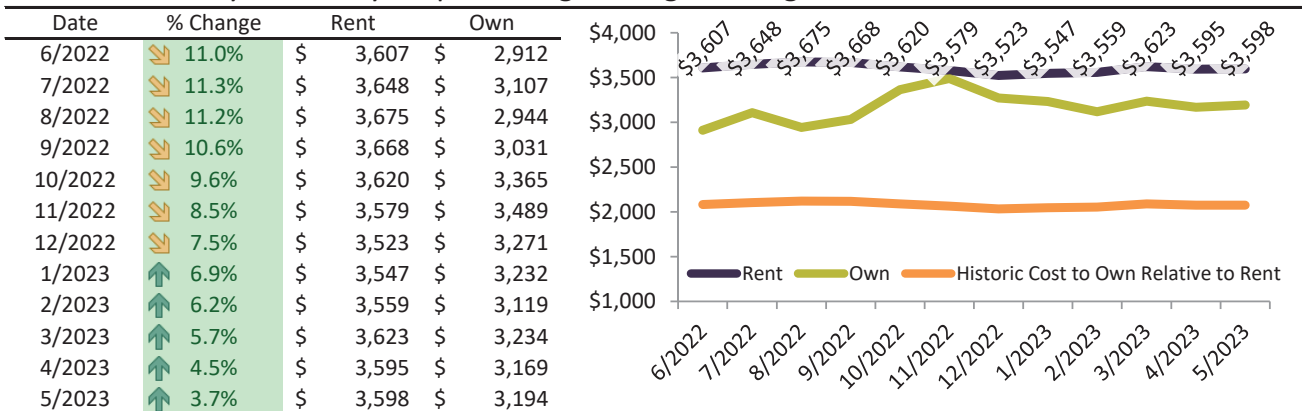 Date % Change Rent Own
6/2022 11.0% $ 3,607 $ 2,912
7/2022 11.3% $ 3,648 $ 3,107
8/2022 11.2% $ 3,675 $ 2,944
9/2022 10.6% $ 3,668 $ 3,031
10/2022 9.6% $ 3,620 $ 3,365
11/2022 8.5% $ 3,579 $ 3,489
12/2022 7.5% $ 3,523 $ 3,271
1/2023 6.9% $ 3,547 $ 3,232
2/2023 6.2% $ 3,559 $ 3,119
3/2023 5.7% $ 3,623 $ 3,234
4/2023 4.5% $ 3,595 $ 3,169
5/2023 3.7% $ 3,598 $ 3,194
$4,000
$3,500
$3,000
$2,500
$2,000
$1,500
$1,000
$3,607 $3,648 $3,675 $3,668 $3,620 $3,579 $3,523 $3,547 $3,559 $3,623 $3,595 $3,598
Rent Own Historic Cost to Own Relative to Rent
6/2022 7/2022 8/2022 9/2022 10/2022 11/2022 12/2022 1/2023 2/2023 3/2023 4/2023 5/2023